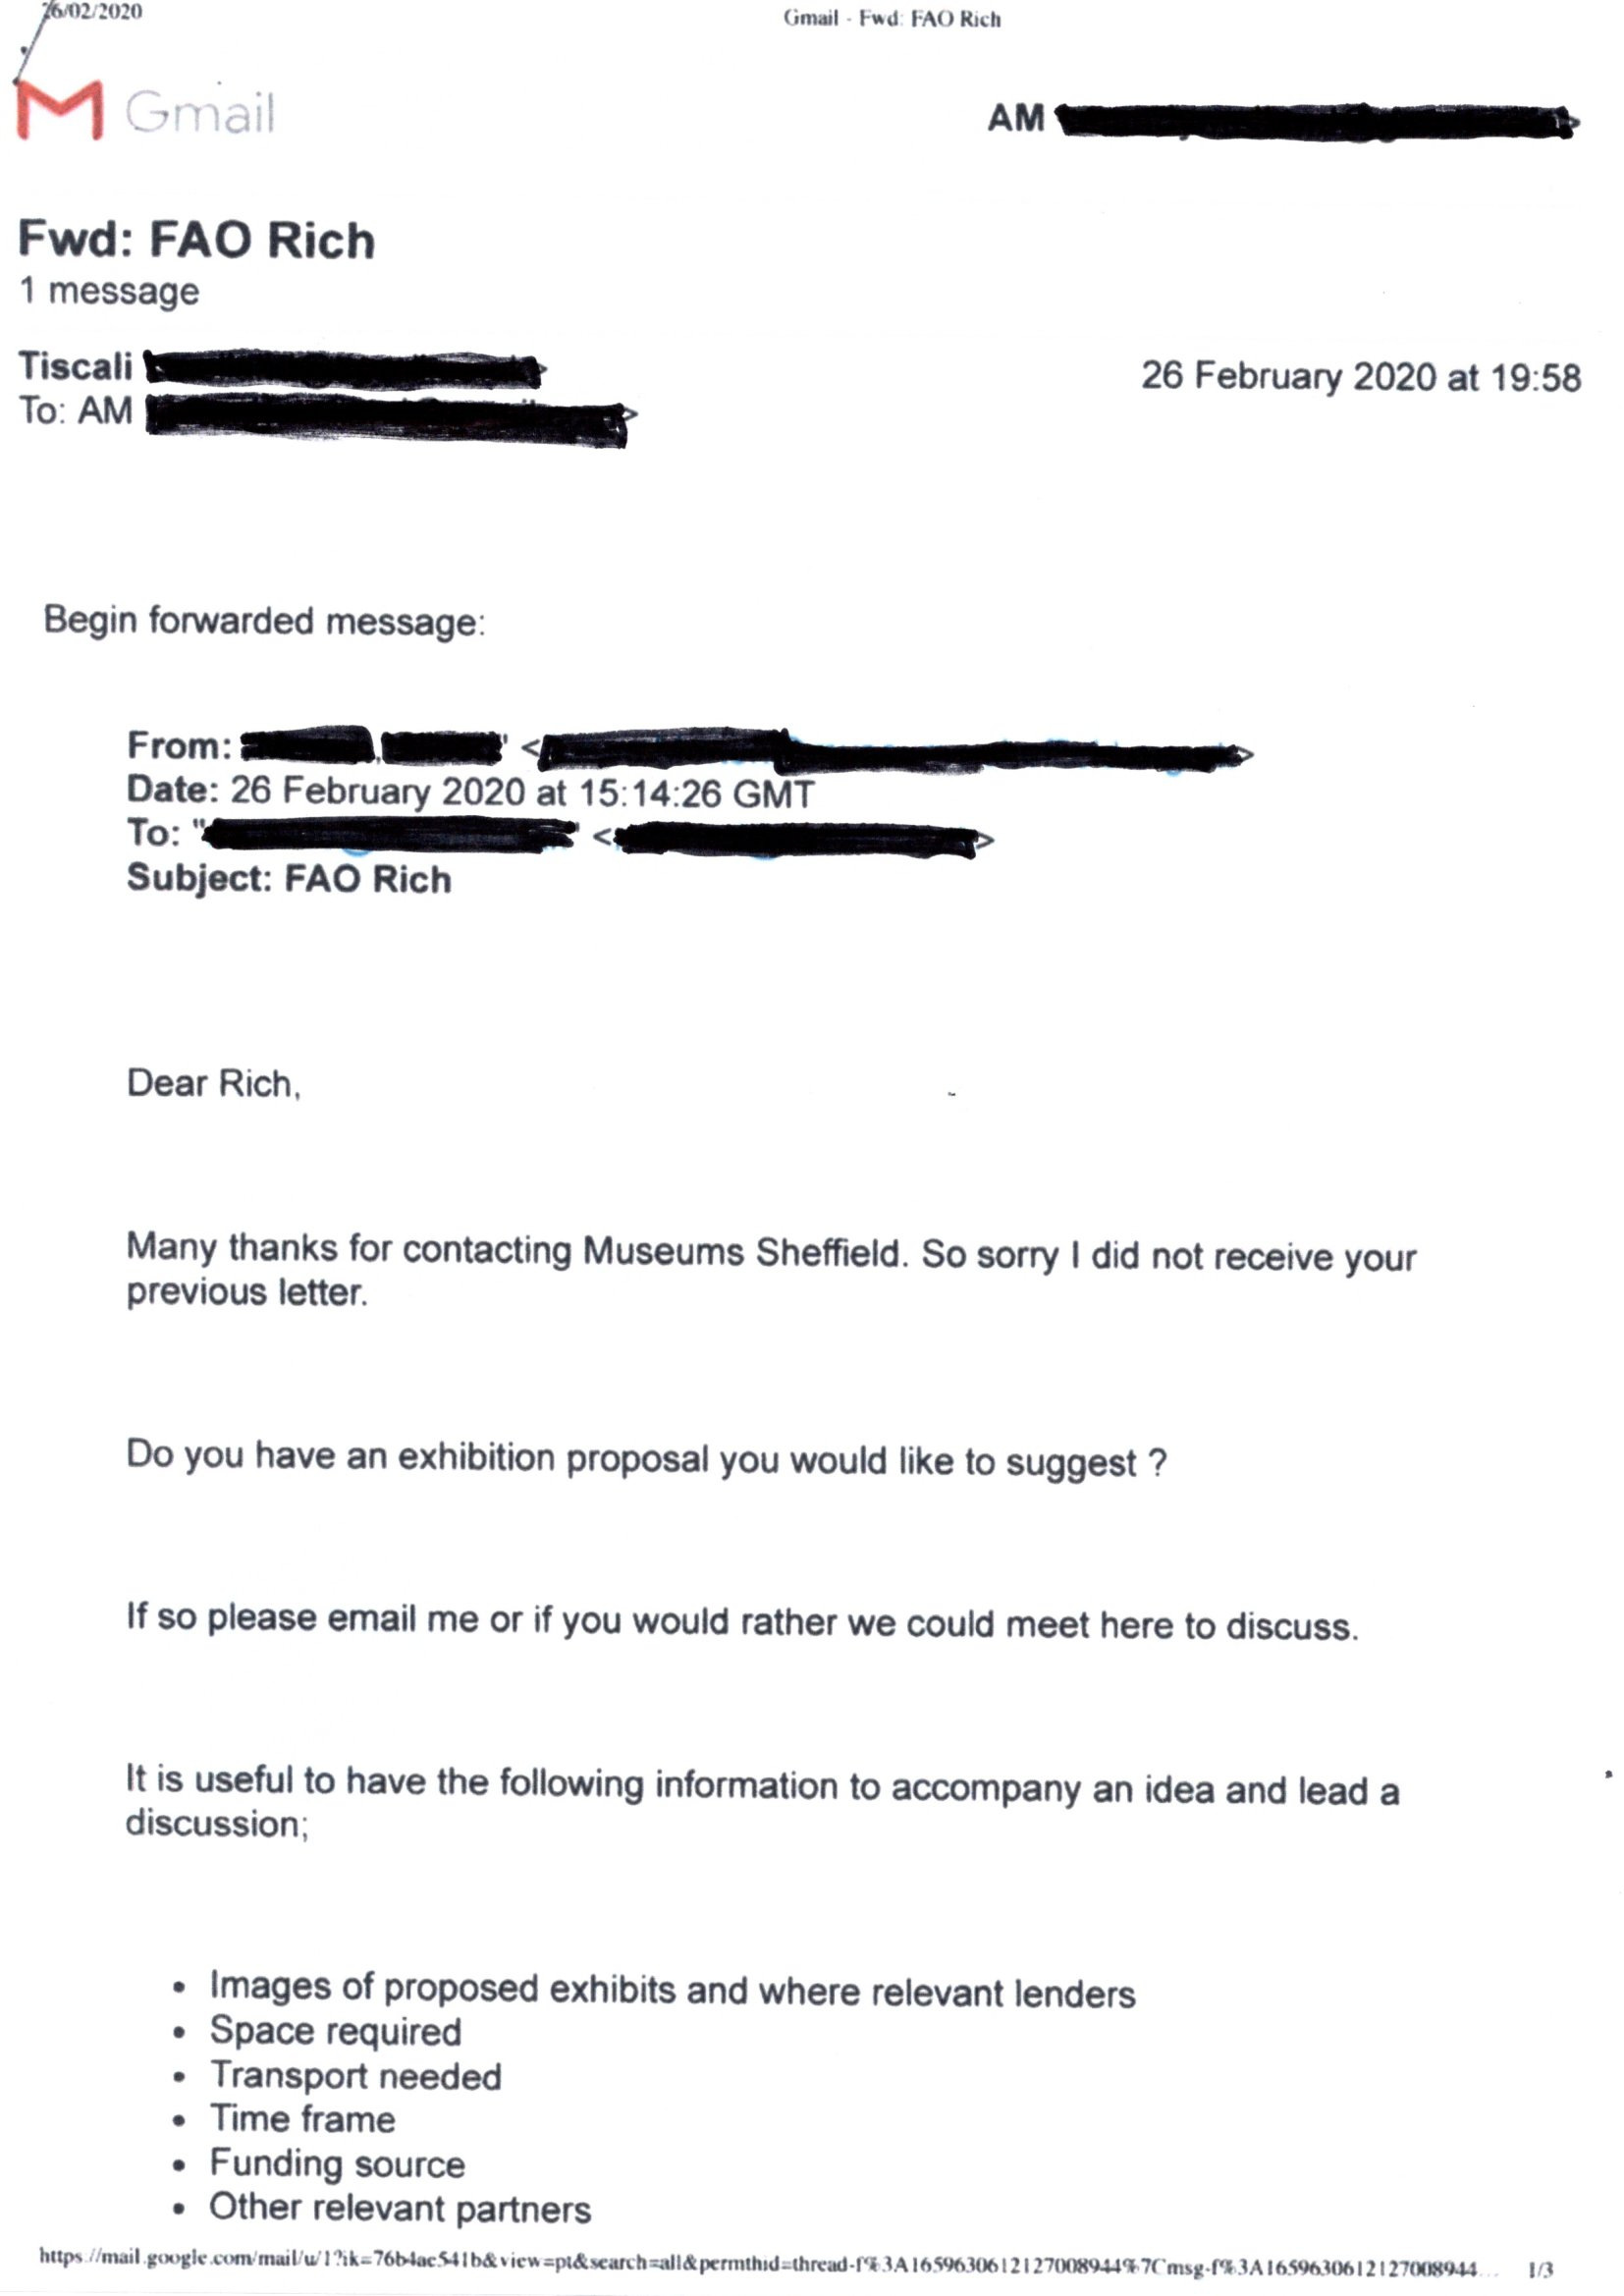 26/02/2020
Gmail - Fwd: FAO Rich
M Gmail
AM
Fwd: FAO Rich
1 message
Tiscali
26 February 2020 at 19:58
To: AM
Begin forwarded message:
From:
Date: 26 February 2020 at 15:14:26 GMT
To: "
Subject: FAO Rich
Dear Rich,
Many thanks for contacting Museums Sheffield. So sorry I did not receive your
previous letter.
Do you have an exhibition proposal you would like to suggest ?
If so please email me or if you would rather we could meet here to discuss.
It is useful to have the following information to accompany an idea and lead a
discussion;
• Images of proposed exhibits and where relevant lenders
• Space required
• Transport needed
• Time frame
• Funding source
• Other relevant partners
https://mail.google.com/mail/u/1?ik=76b4ae541b&view=pt&search=all&permthid=thread-f%3A1659630612127008944%7Cmsg-f%3A1659630612127008944... 1/3